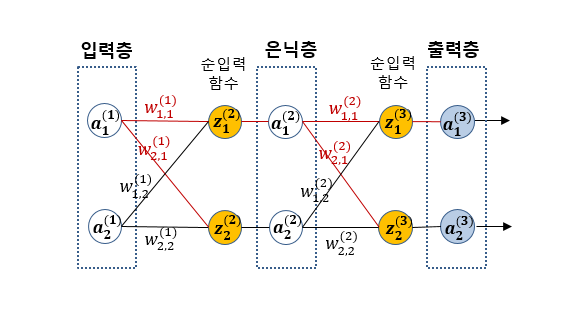 입력층
은닉층
출력층
순입력
함수
순입력
함수
a_1^{(1)}
w_{1,1}^{(1)}
z_1^{(2)}
a_1^{(2)}
w_{1,1}^{(2)}
z_1^{(3)}
a_1^{(3)}
w_{2,1}^{(1)}
w_{2,1}^{(2)}
w_{1,2}^{(1)}
w_{1,2}^{(2)}
a_2^{(1)}
w_{2,2}^{(1)}
z_2^{(2)}
a_2^{(2)}
w_{2,2}^{(2)}
z_2^{(3)}
a_2^{(3)}